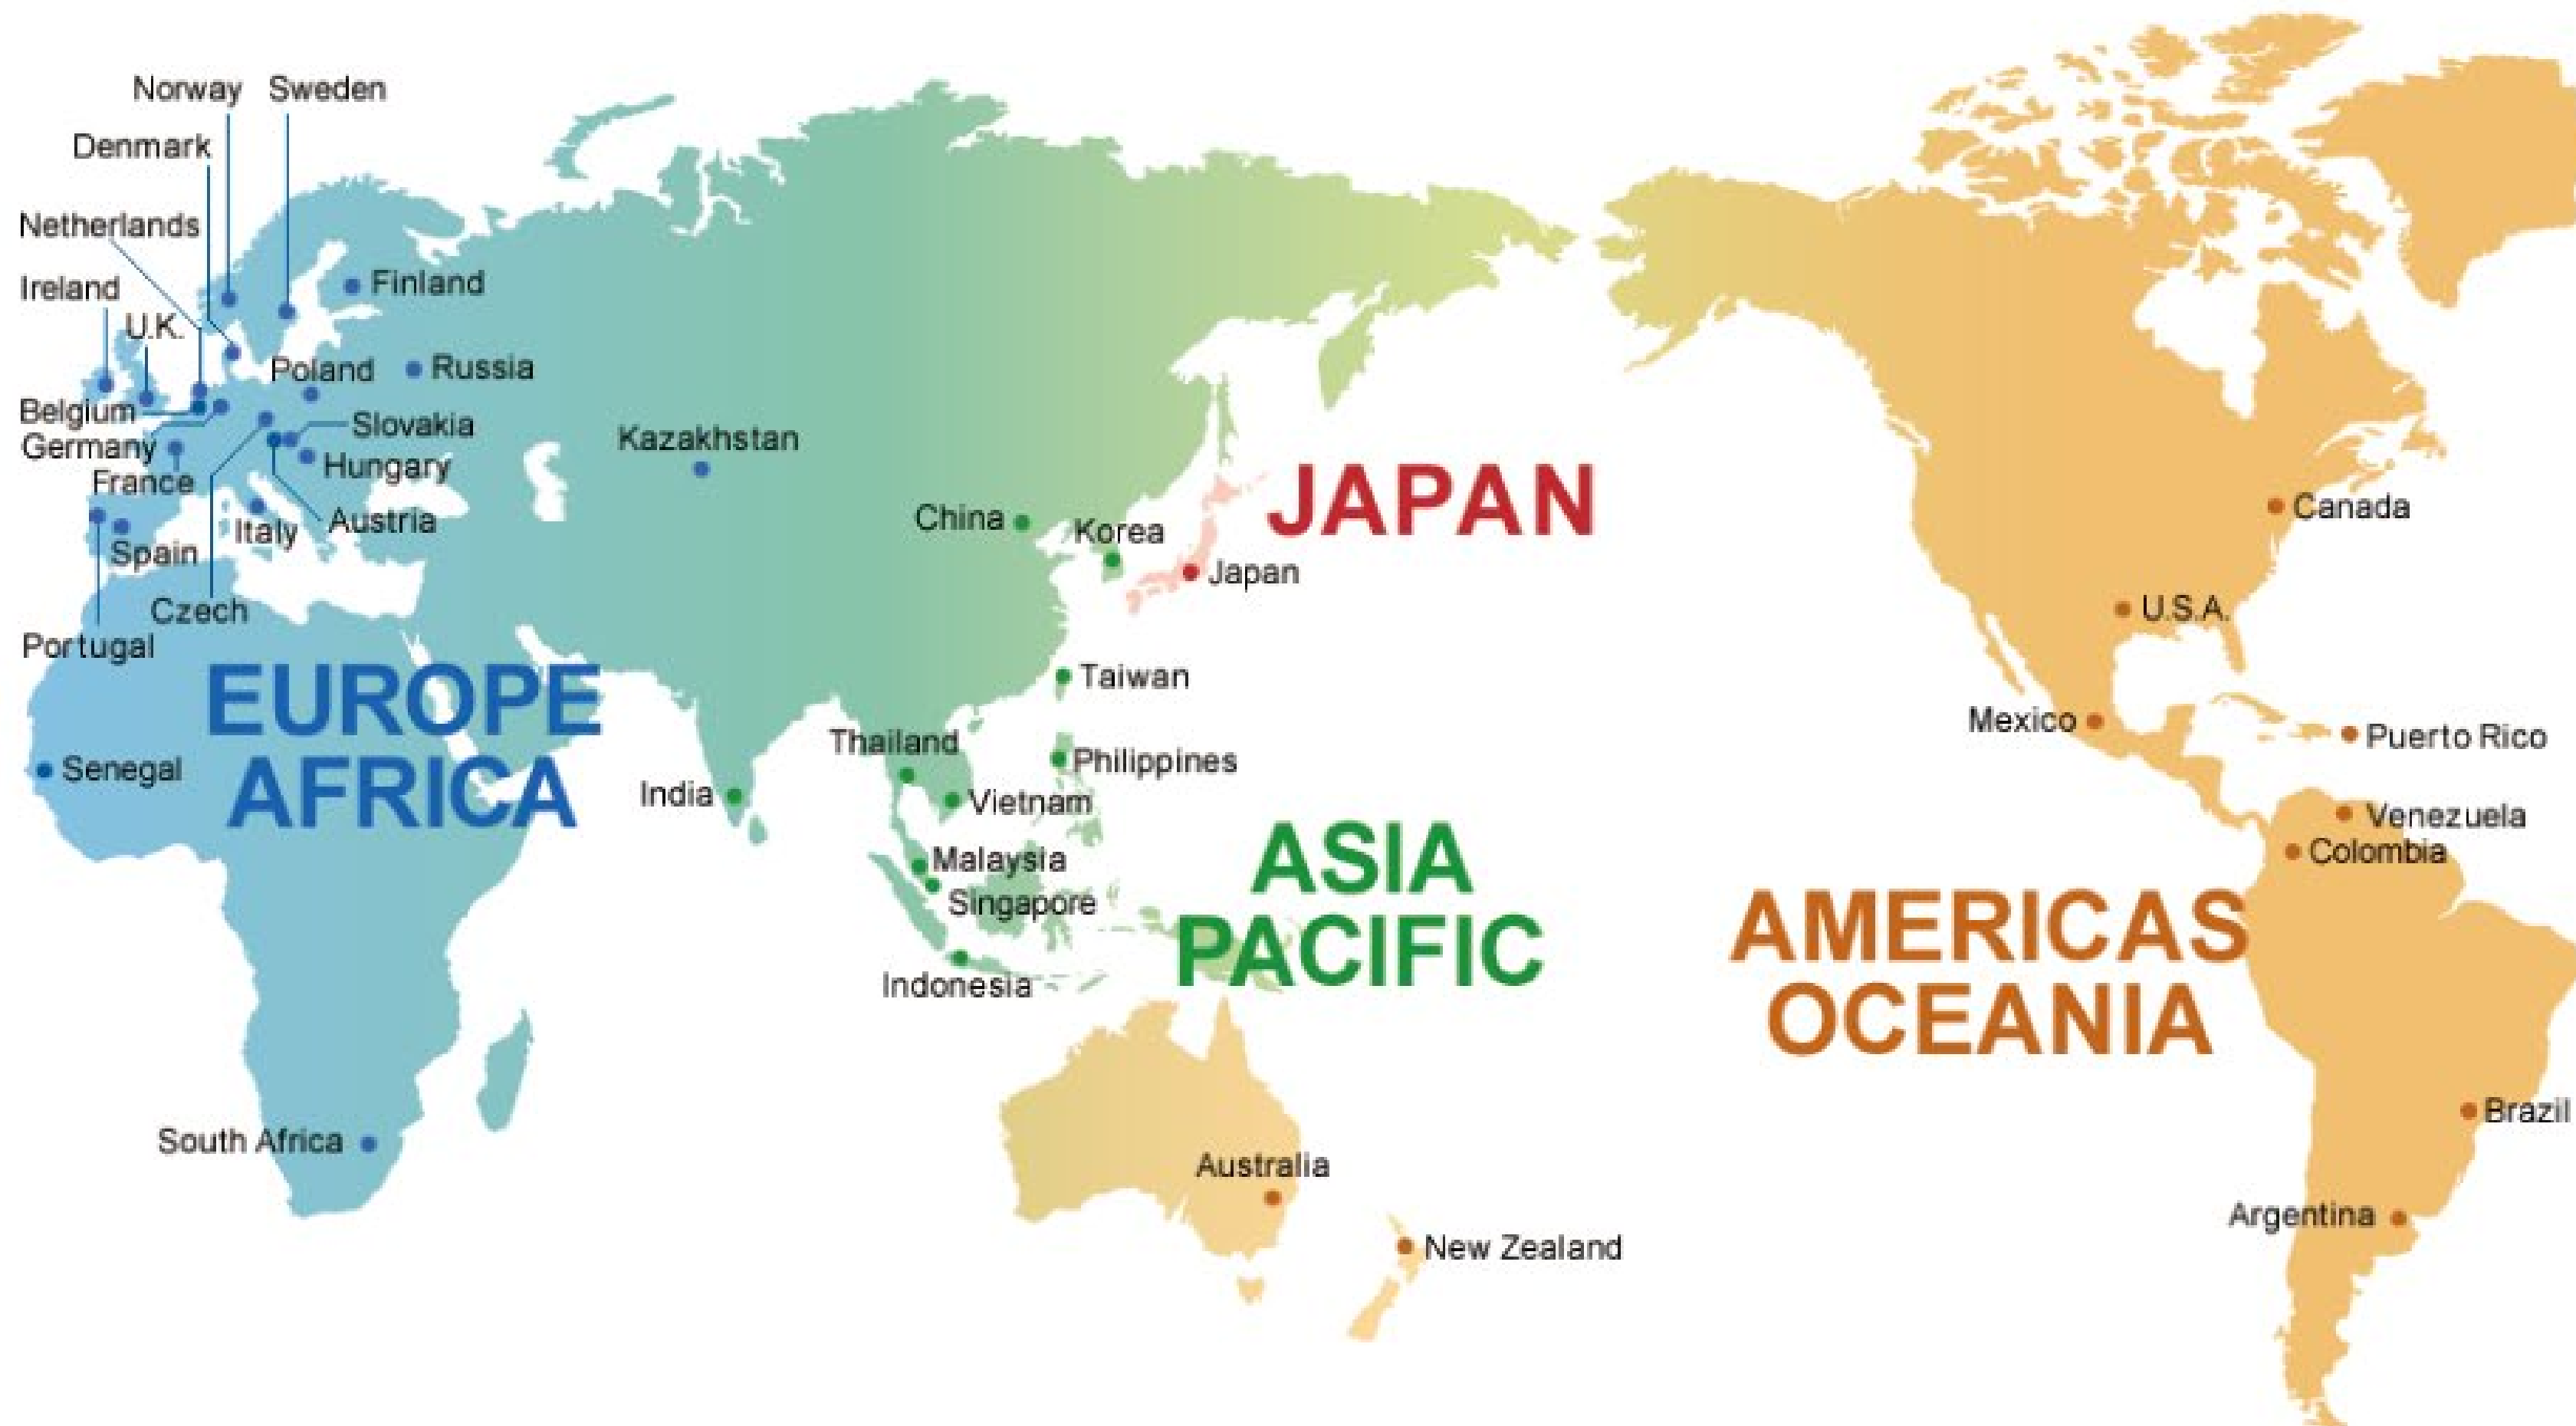 Norway
Sweden
Denmark
Netherlands
Ireland
Finland
U.K.
Poland
Russia
Belgium
Slovakia
Germany
Hungary
France
Austria
Italy
Spain
Czech
Portugal
Kazakhstan
EUROPE
AFRICA
Senegal
South Africa
China
Korea
JAPAN
Japan
Taiwan
Thailand
Philippines
India
Vietnam
Malaysia
Singapore
Indonesia
ASIA
PACIFIC
Australia
New Zealand
Canada
U.S.A.
Mexico
Puerto Rico
Venezuela
Colombia
AMERICAS
OCEANIA
Brazil
Argentina